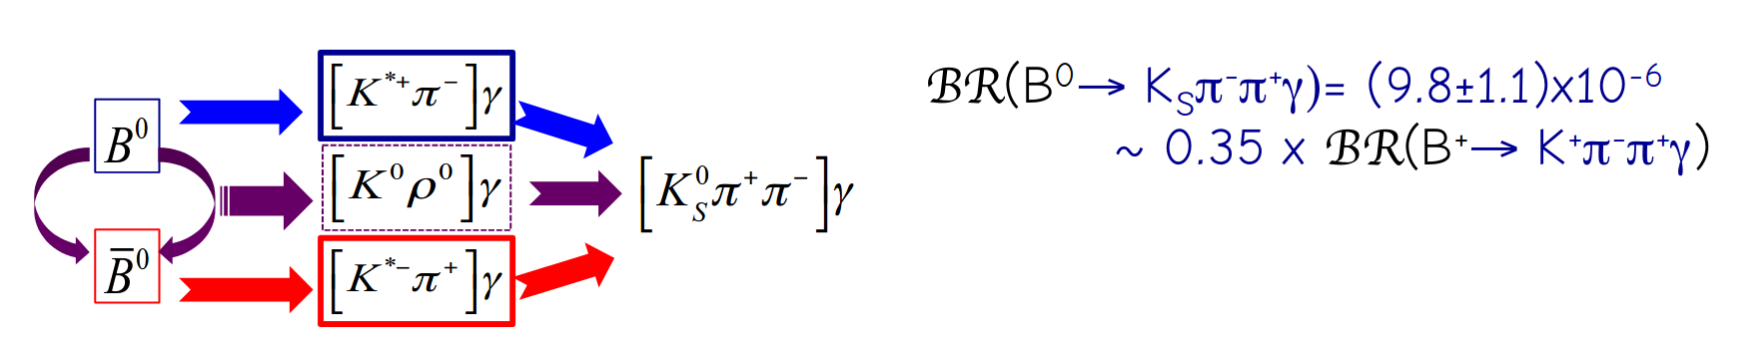 B⁰
B̅⁰
[K*⁺π⁻]γ
[K⁰ρ⁰]γ
[K*⁻π⁺]γ
[K⁰_Sπ⁺π⁻]γ
ℬℛ(B⁰→ K_Sπ⁻π⁺γ)= (9.8±1.1)x10⁻⁶
~ 0.35 x ℬℛ(B⁺→ K⁺π⁻π⁺γ)